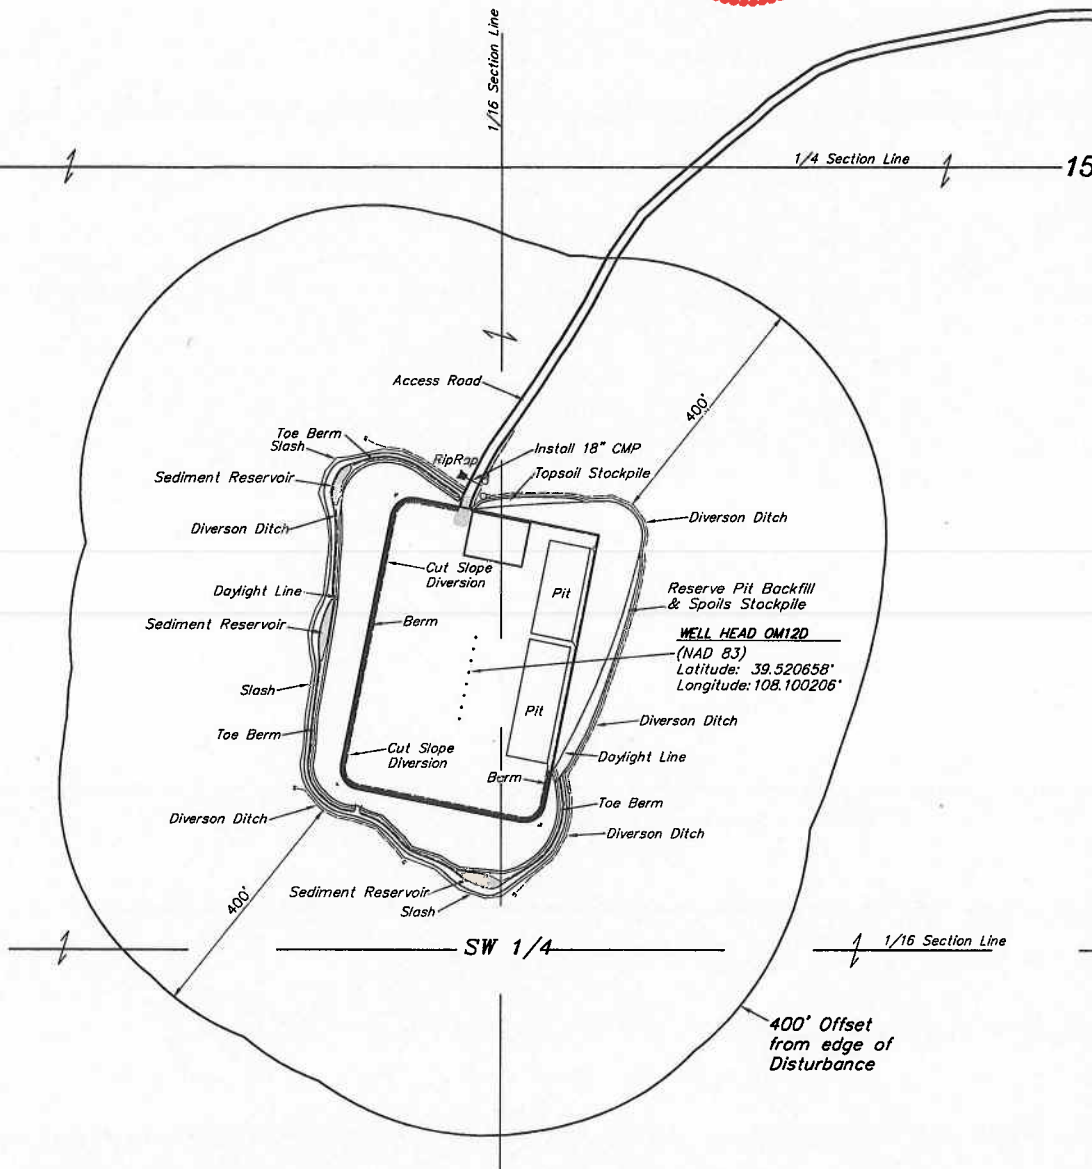 1/16 Section Line
1/4 Section Line
15
Access Road
400'
Toe Berm
Slash
RipRap
Install 18" CMP
Topsoil Stockpile
Sediment Reservoir
Diverson Ditch
Diverson Ditch
Cut Slope
Diversion
Pit
Reserve Pit Backfill
& Spoils Stockpile
Daylight Line
Berm
Sediment Reservoir
WELL HEAD OM12D
(NAD 83)
Latitude: 39.520658°
Longitude: 108.100206°
Slash
Pit
Diverson Ditch
Toe Berm
Cut Slope
Diversion
Daylight Line
Berm
Toe Berm
Diverson Ditch
Diverson Ditch
Sediment Reservoir
400'
Slash
SW 1/4
1/16 Section Line
400' Offset
from edge of
Disturbance